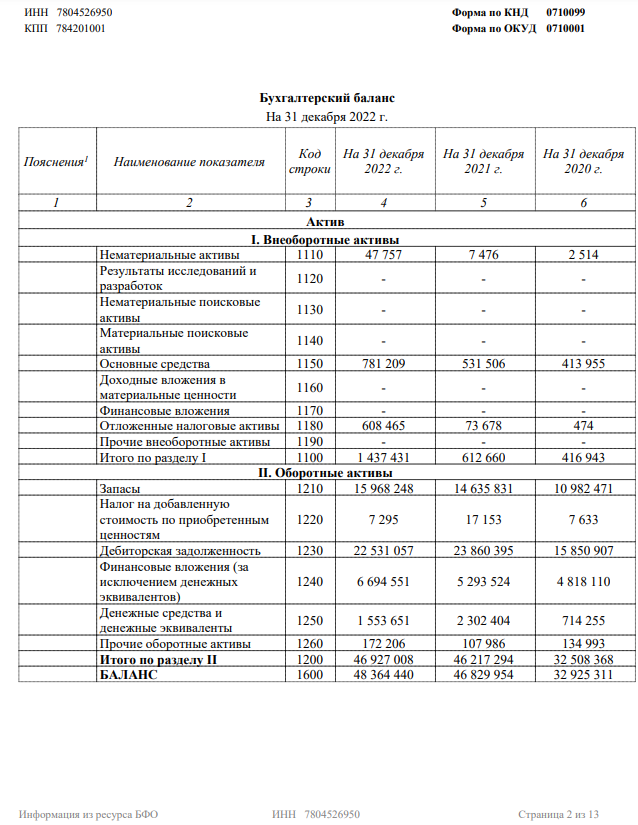 ИНН 7804526950 Форма по КНД 0710099
КПП 784201001 Форма по ОКУД 0710001
Бухгалтерский баланс
На 31 декабря 2022 г.
Пояснения1 Наименование показателя Код строки На 31 декабря 2022 г. На 31 декабря 2021 г. На 31 декабря 2020 г.
1 2 3 4 5 6
Актив
I. Внеоборотные активы
Нематериальные активы 1110 47 757 7 476 2 514
Результаты исследований и
разработок 1120 - - -
Нематериальные поисковые
активы 1130 - - -
Материальные поисковые
активы 1140 - - -
Основные средства 1150 781 209 531 506 413 955
Доходные вложения в
материальные ценности 1160 - - -
Финансовые вложения 1170 - - -
Отложенные налоговые активы 1180 608 465 73 678 474
Прочие внеоборотные активы 1190 - - -
Итого по разделу I 1100 1 437 431 612 660 416 943
II. Оборотные активы
Запасы 1210 15 968 248 14 635 831 10 982 471
Налог на добавленную
стоимость по приобретенным
ценностям 1220 7 295 17 153 7 633
Дебиторская задолженность 1230 22 531 057 23 860 395 15 850 907
Финансовые вложения (за
исключением денежных
эквивалентов) 1240 6 694 551 5 293 524 4 818 110
Денежные средства и
денежные эквиваленты 1250 1 553 651 2 302 404 714 255
Прочие оборотные активы 1260 172 206 107 986 134 993
Итого по разделу II 1200 46 927 008 46 217 294 32 508 368
БАЛАНС 1600 48 364 440 46 829 954 32 925 311
Информация из ресурса БФО ИНН 7804526950 Страница 2 из 13